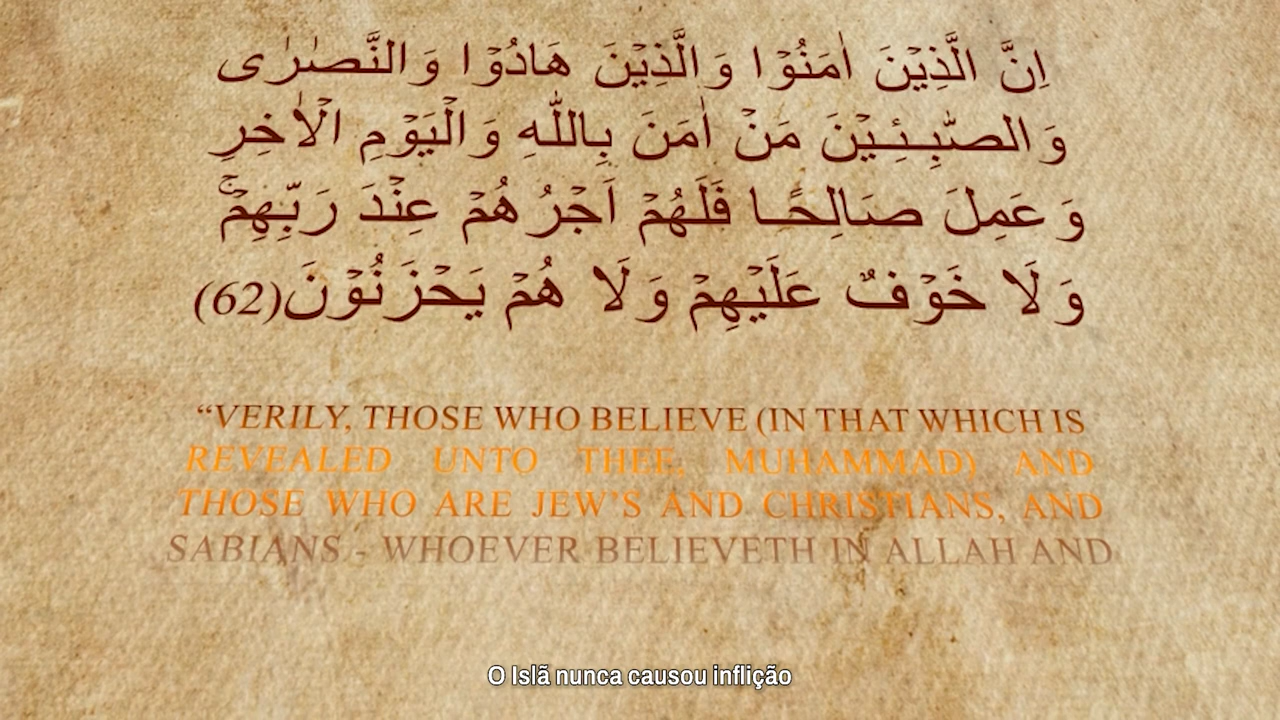 اِنَّ الَّذِيۡنَ اٰمَنُوۡا وَالَّذِيۡنَ هَادُوۡا وَالنَّصٰرٰى
وَالصّٰبِـِٕـيۡنَ مَنۡ اٰمَنَ بِاللّٰهِ وَالۡيَوۡمِ الۡاٰخِرِ
وَعَمِلَ صَالِحًـا فَلَهُمۡ اَجۡرُهُمۡ عِنۡدَ رَبِّهِمۡۚ
وَلَا خَوۡفٌ عَلَيۡهِمۡ وَلَا هُمۡ يَحۡزَنُوۡنَ(62)
“VERILY, THOSE WHO BELIEVE (IN THAT WHICH IS
REVEALED UNTO THEE, MUHAMMAD) AND
THOSE WHO ARE JEW’S AND CHRISTIANS, AND
SABIANS - WHOEVER BELIEVETH IN ALLAH AND
O Islã nunca causou inflição